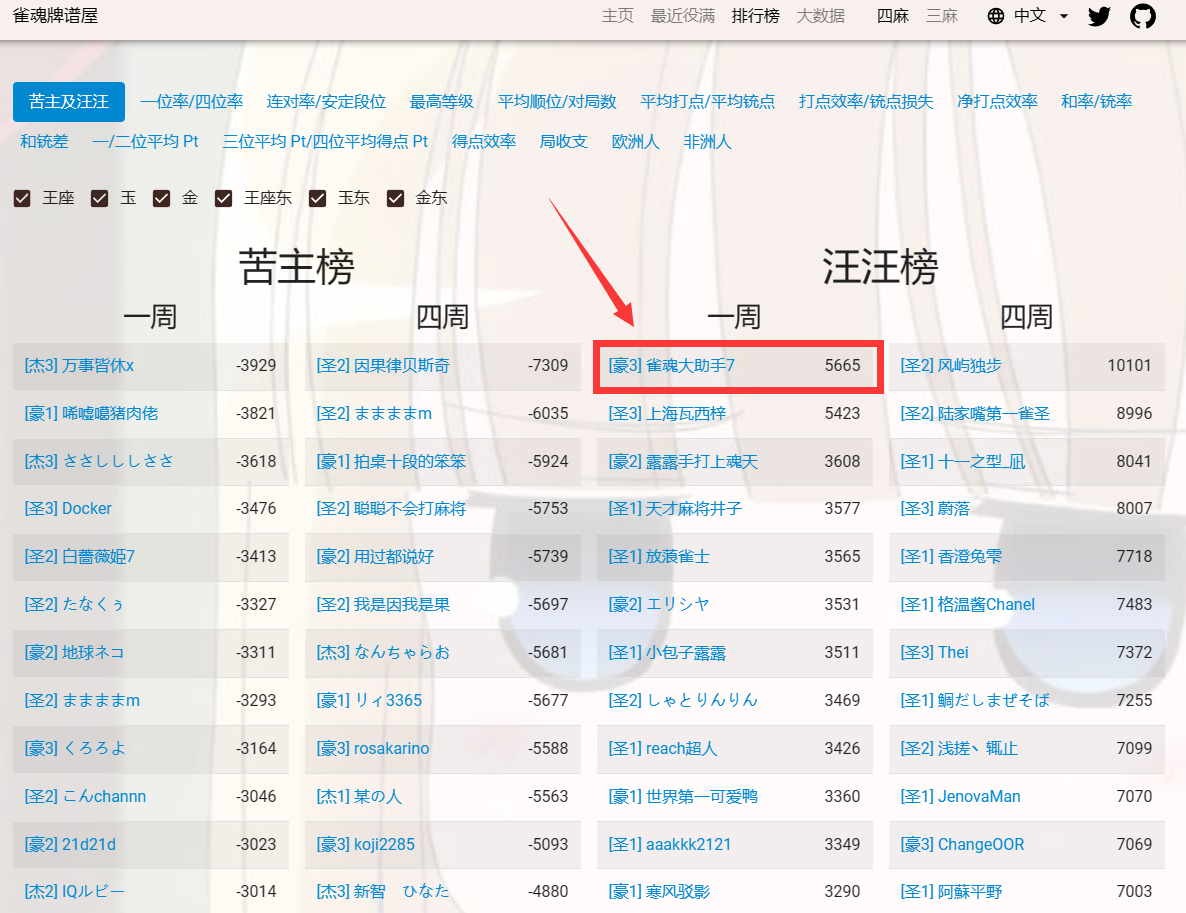 雀魂牌谱屋 主页 最近役满 排行榜 大数据 四麻 三麻 中文
苦主及汪汪 一位率/四位率 连对率/安定段位 最高等级 平均顺位/对局数 平均打点/平均铳点 打点效率/铳点损失 净打点效率 和率/铳率
和铳差 一/二位平均 Pt 三位平均 Pt/四位平均得点 Pt 得点效率 局收支 欧洲人 非洲人
王座 玉 金 王座东 玉东 金东
苦主榜 汪汪榜
一周 四周 一周 四周
[杰3] 万事皆休x -3929 [圣2] 因果律贝斯奇 -7309 [豪3] 雀魂大助手7 5665 [圣2] 风屿独步 10101
[豪1] 唏嘘噶猪肉佬 -3821 [圣2] まままm -6035 [圣3] 上海瓦西梓 5423 [圣2] 陆家嘴第一雀圣 8996
[杰3] ささしししささ -3618 [豪1] 拍桌十段的笨笨 -5924 [豪2] 露露手打上魂天 3608 [圣1] 十一之型_凪 8041
[圣3] Docker -3476 [圣2] 聪聪不会打麻将 -5753 [圣1] 天才麻将井子 3577 [圣3] 蔚落 8007
[圣2] 白薔薇姫7 -3413 [豪2] 用过都说好 -5739 [圣1] 放蒗雀士 3565 [圣1] 香澄兔雫 7718
[圣2] たなくぅ -3327 [圣2] 我是因我是果 -5697 [豪2] エリシヤ 3531 [圣1] 格温酱Chanel 7483
[豪2] 地球ネコ -3311 [杰3] なんちゃらお -5681 [圣1] 小包子露露 3511 [圣3] Thei 7372
[圣2] ままままm -3293 [豪1] リィ3365 -5677 [圣2] しゃとりんりん 3469 [圣1] 鯛だしまぜそば 7255
[豪3] くろろよ -3164 [豪3] rosakarino -5588 [圣1] reach超人 3426 [圣2] 浅搓丶辄止 7099
[圣2] こんchannn -3046 [杰1] 某の人 -5563 [豪1] 世界第一可爱鸭 3360 [圣1] JenovaMan 7070
[豪2] 21d21d -3023 [豪3] koji2285 -5093 [圣1] aaakkk2121 3349 [豪3] ChangeOOR 7069
[杰2] IQルビー -3014 [杰3] 新智　ひなた -4880 [豪1] 寒风驳影 3290 [圣1] 阿蘇平野 7003